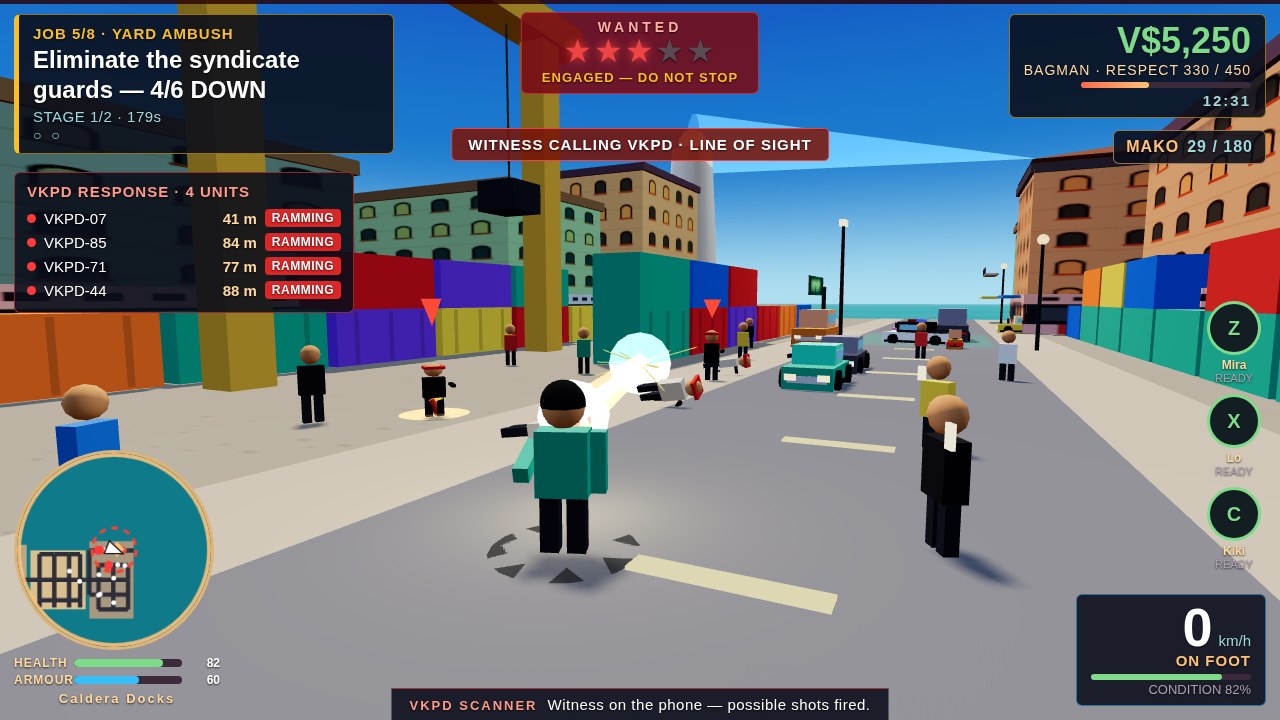 JOB 5/8 · YARD AMBUSH
Eliminate the syndicate
guards — 4/6 DOWN
STAGE 1/2 · 179s
WANTED
ENGAGED — DO NOT STOP
WITNESS CALLING VKPD · LINE OF SIGHT
V$5,250
BAGMAN · RESPECT 330 / 450
12:31
MAKO 29 / 180
VKPD RESPONSE · 4 UNITS
VKPD-07 41 m RAMMING
VKPD-85 84 m RAMMING
VKPD-71 77 m RAMMING
VKPD-44 88 m RAMMING
Z
Mira
READY
X
Lo
READY
C
Kiki
READY
HEALTH 82
ARMOUR 60
Caldera Docks
0 km/h
ON FOOT
CONDITION 82%
VKPD SCANNER Witness on the phone — possible shots fired.